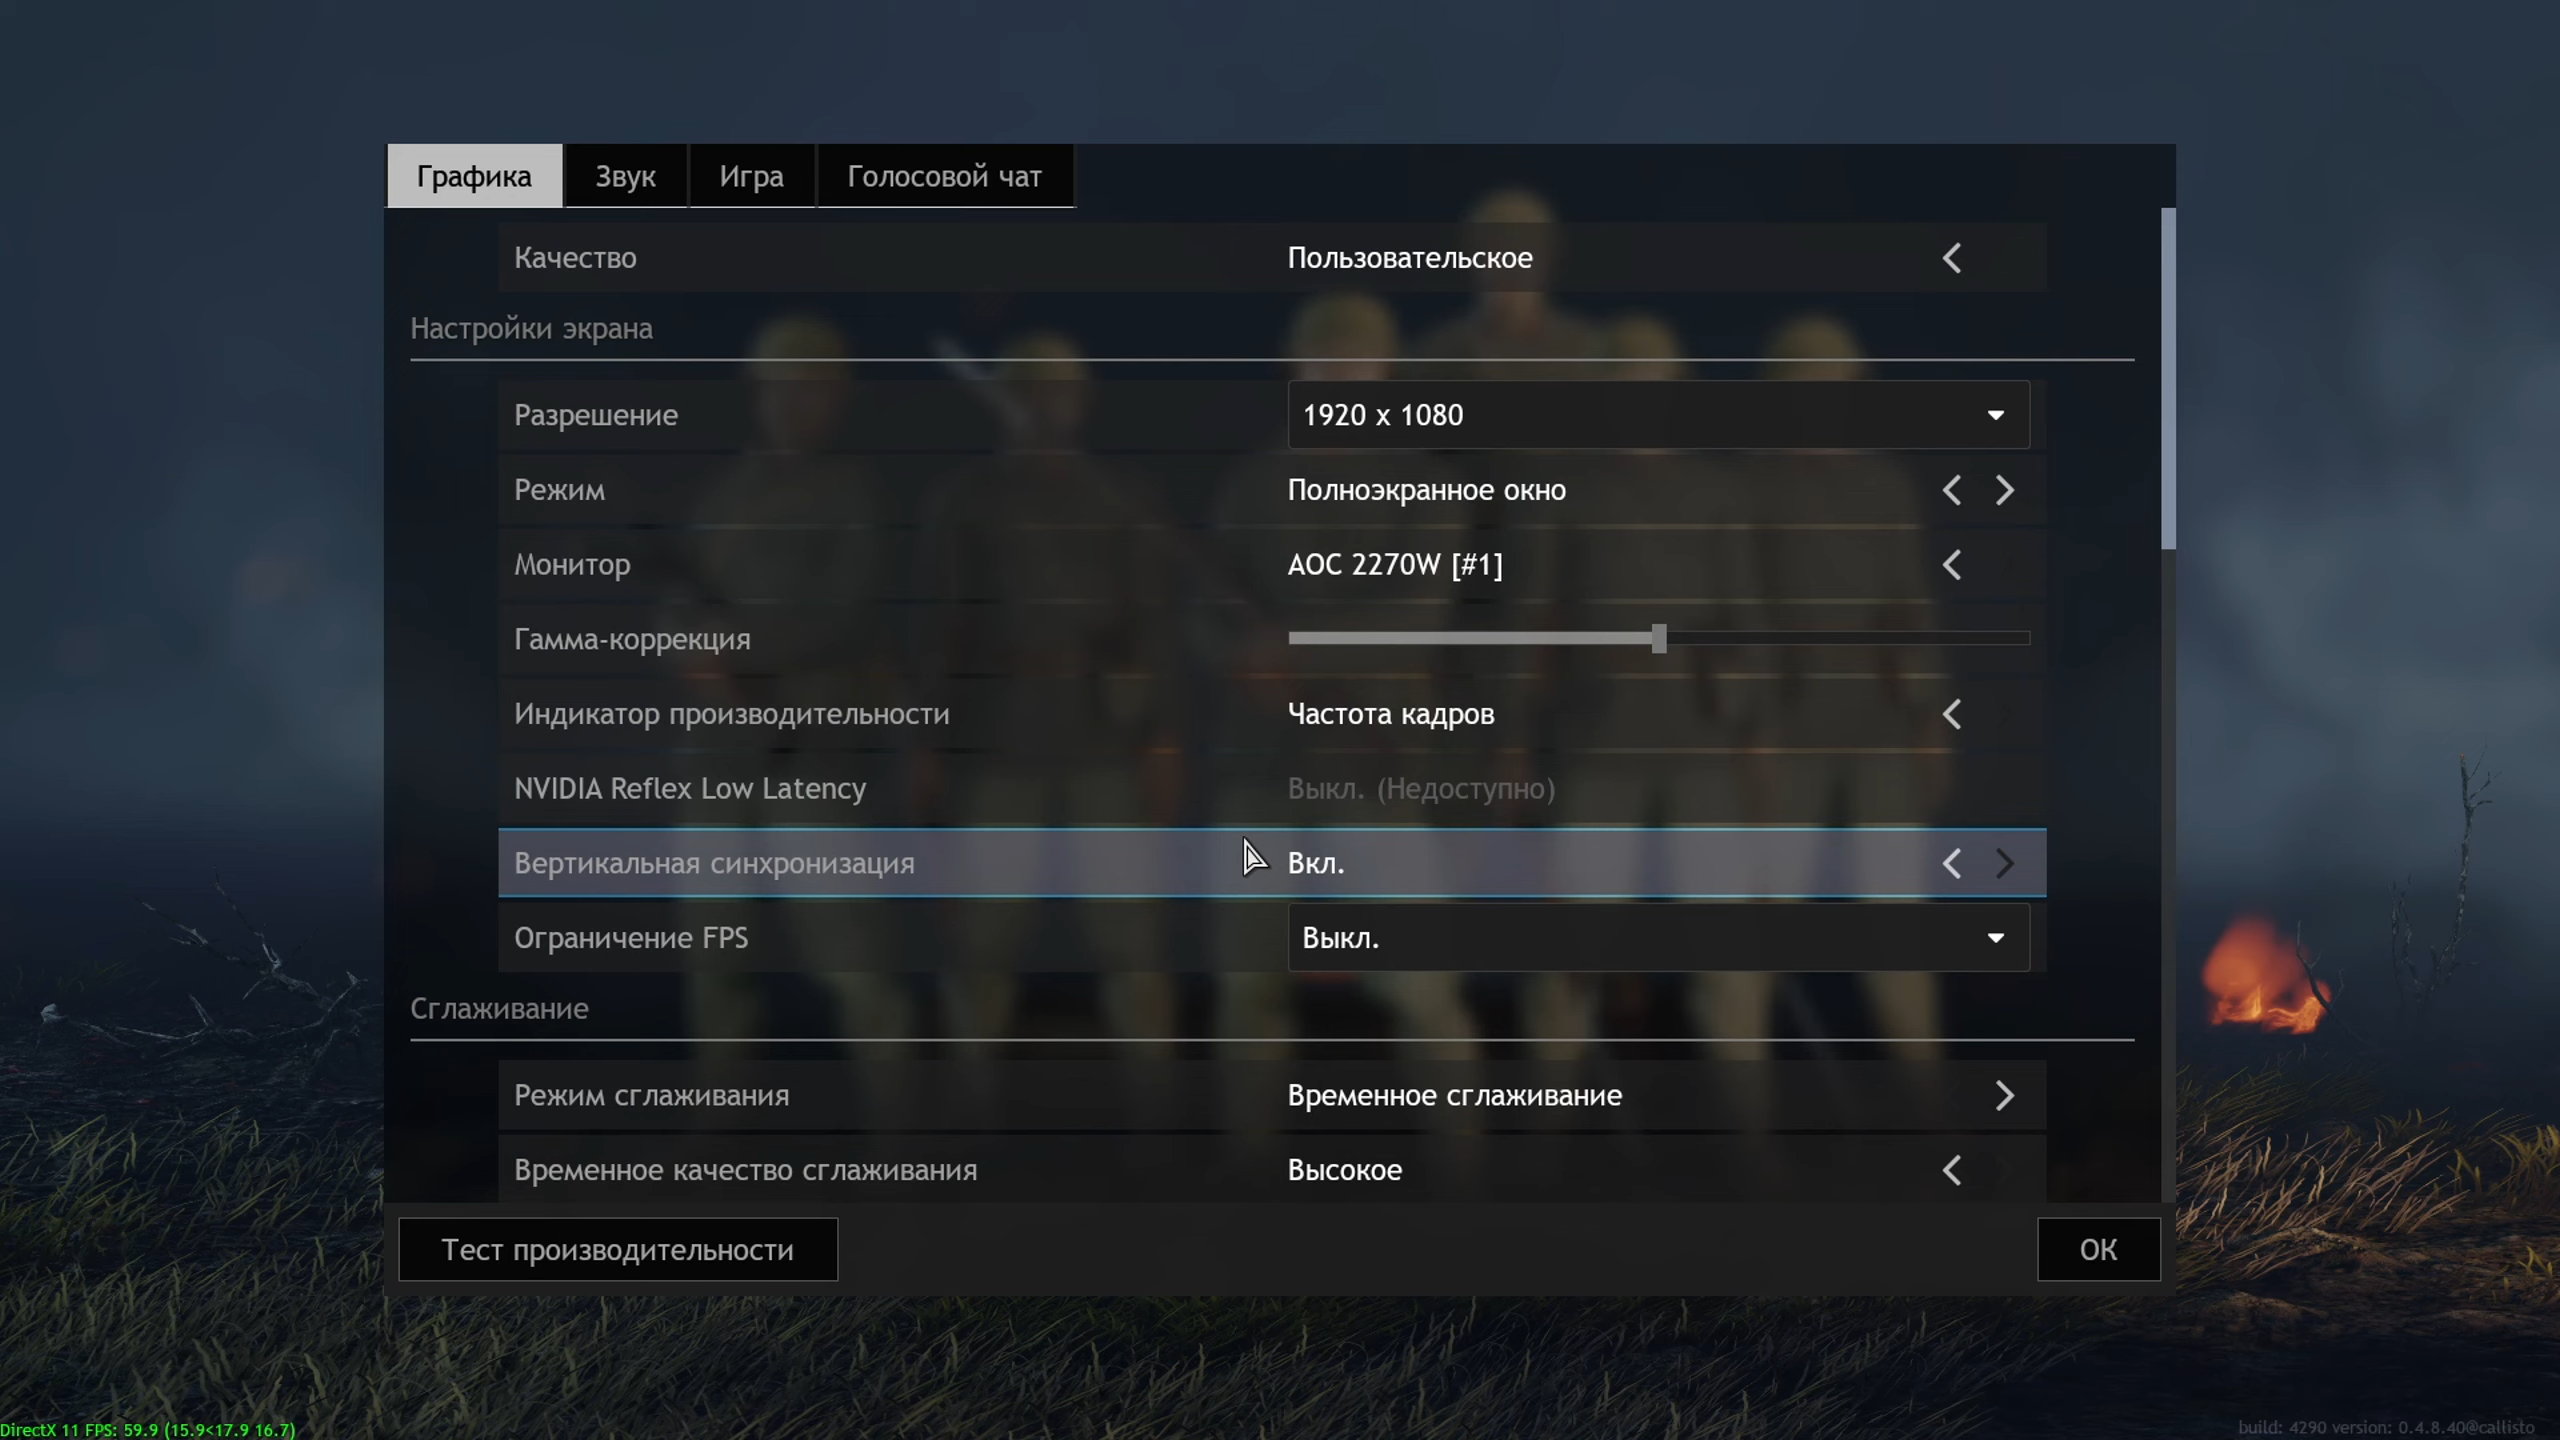 Графика
Звук
Игра
Голосовой чат
Качество
Пользовательское
Настройки экрана
Разрешение
1920 x 1080
Режим
Полноэкранное окно
Монитор
AOC 2270W [#1]
Гамма-коррекция
Индикатор производительности
Частота кадров
NVIDIA Reflex Low Latency
Выкл. (Недоступно)
Вертикальная синхронизация
Вкл.
Ограничение FPS
Выкл.
Сглаживание
Режим сглаживания
Временное сглаживание
Временное качество сглаживания
Высокое
Тест производительности
OK
DirectX 11 FPS: 59.9 (15.9<17.9 16.7)
build: 4290 version: 0.4.8.40@callisto